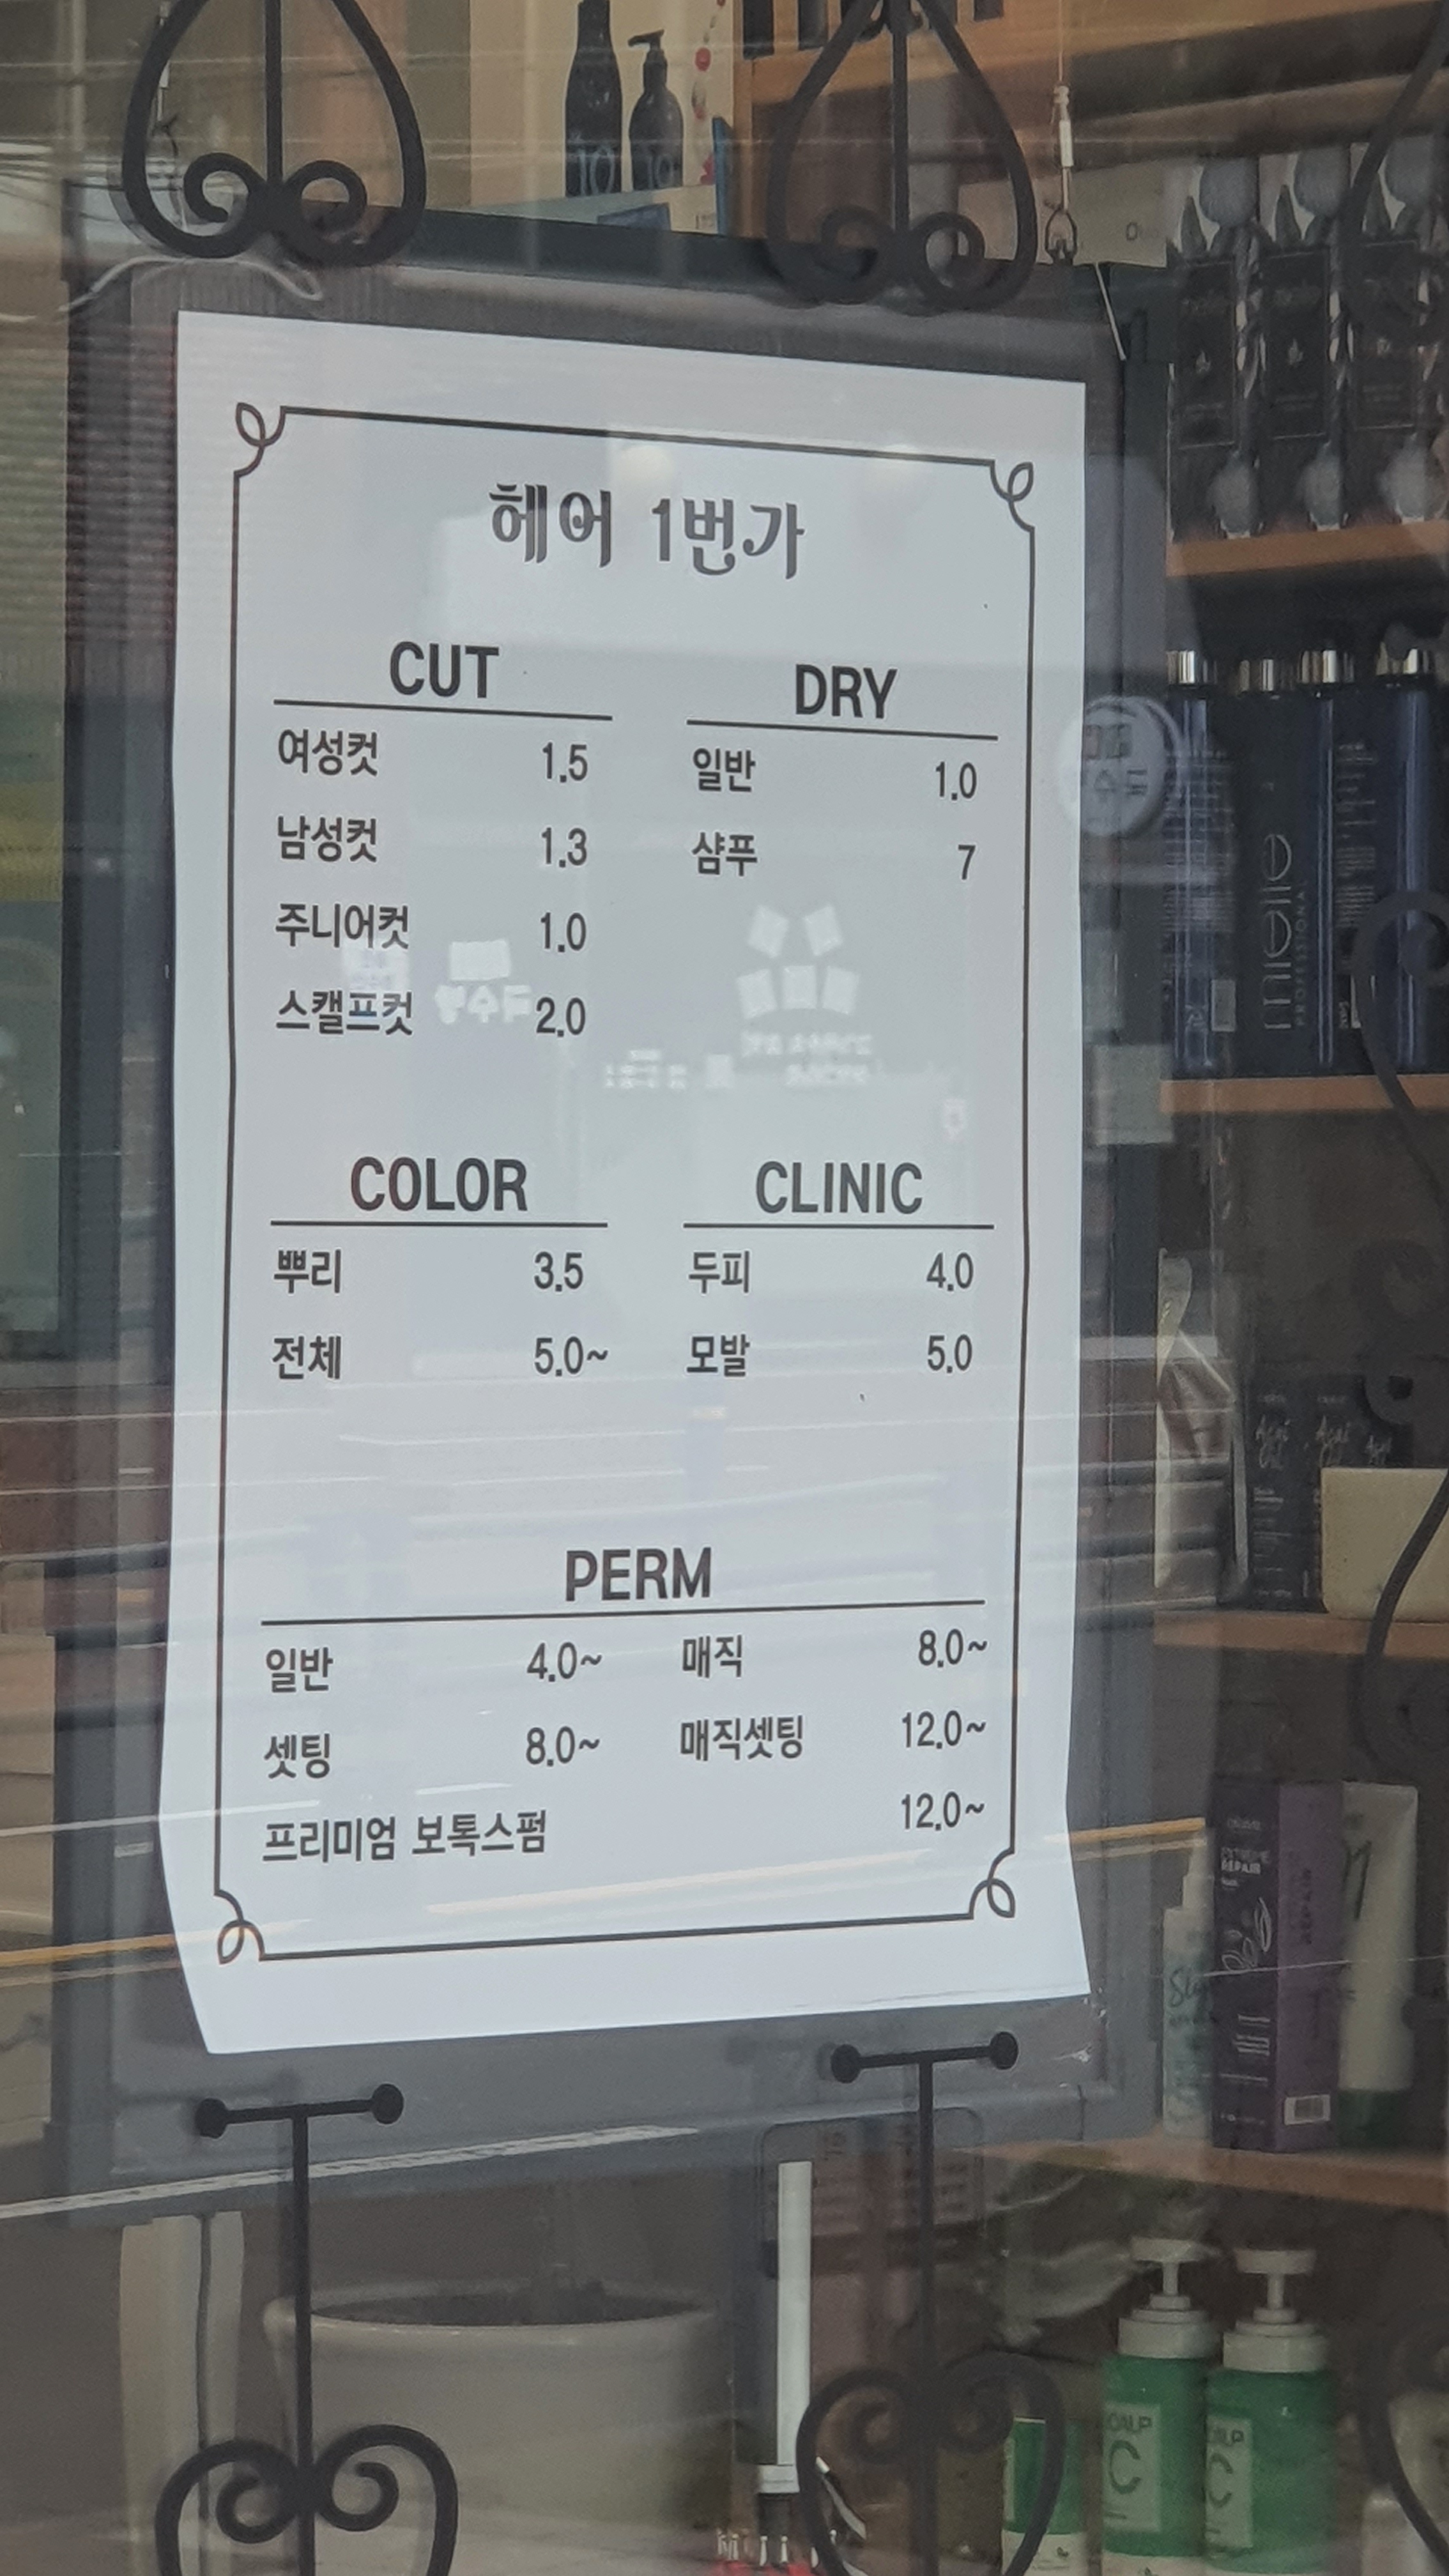 헤어 1번가
CUT
여성컷 1.5
남성컷 1.3
주니어컷 1.0
스캘프컷 2.0
DRY
일반 1.0
샴푸 7
COLOR
뿌리 3.5
전체 5.0~
CLINIC
두피 4.0
모발 5.0
PERM
일반 4.0~ 매직 8.0~
셋팅 8.0~ 매직셋팅 12.0~
프리미엄 보톡스펌 12.0~
10
PROFESSIONA
REPAIR